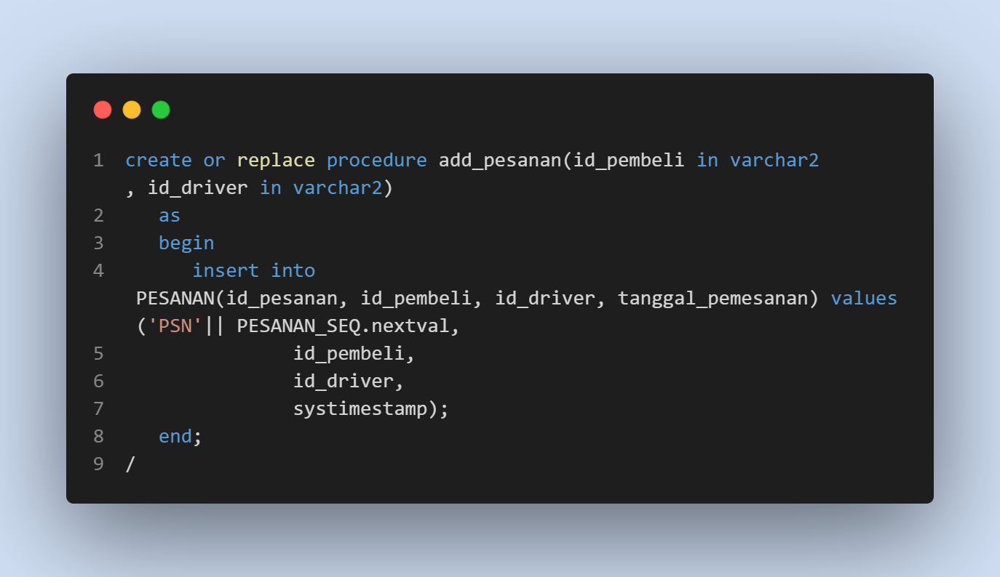 1 create or replace procedure add_pesanan(id_pembeli in varchar2
, id_driver in varchar2)
2 as
3 begin
4 insert into
PESANAN(id_pesanan, id_pembeli, id_driver, tanggal_pemesanan) values
('PSN'|| PESANAN_SEQ.nextval,
5 id_pembeli,
6 id_driver,
7 systimestamp);
8 end;
9 /